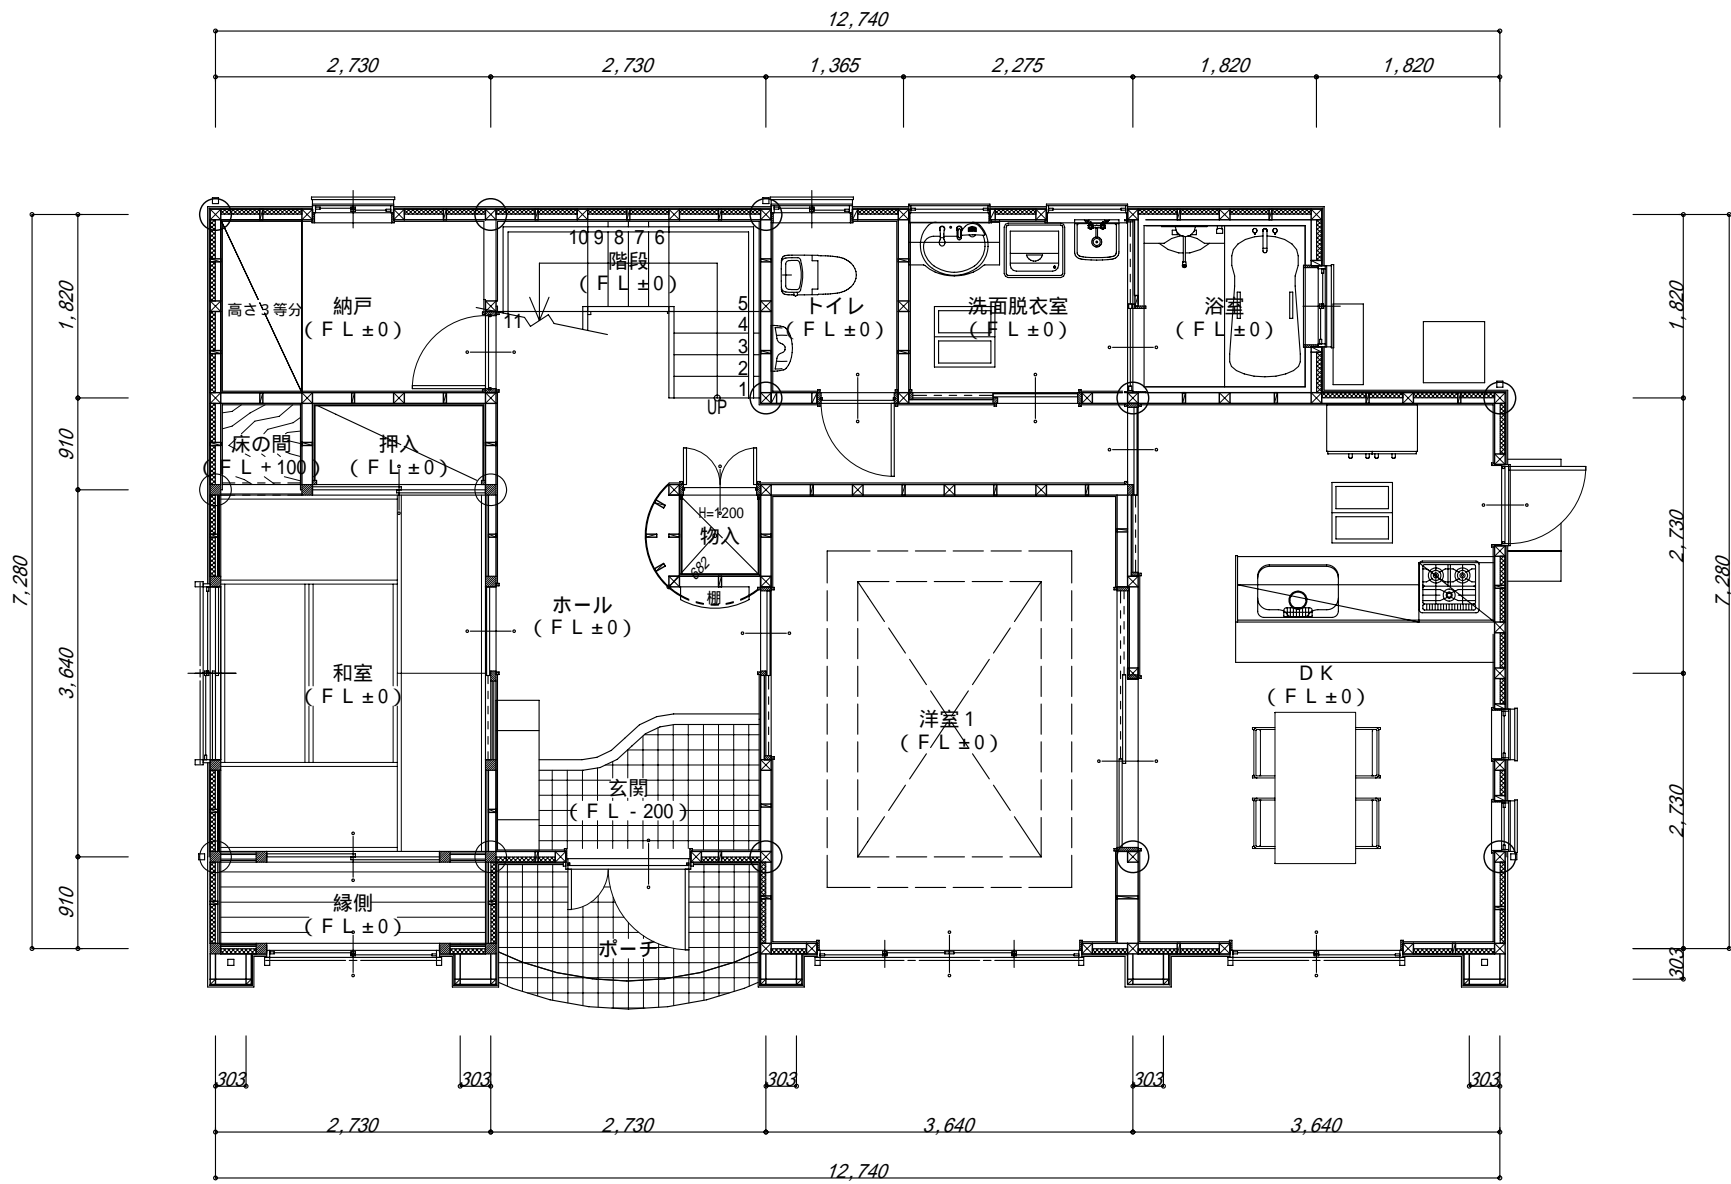 12,740
2,730
2,730
1,365
2,275
1,820
1,820
10 9 8 7 6
階段
(FL±0)
高さ3等分
納戸
(FL±0)
11
5
4
3
2
1
UP
トイレ
(FL±0)
洗面脱衣室
(FL±0)
浴室
(FL±0)
1,820
1,820
床の間
(FL+100)
押入
(FL±0)
910
H=1200
物入
682
棚
2,730
7,280
7,280
ホール
(FL±0)
3,640
和室
(FL±0)
DK
(FL±0)
洋室1
(FL±0)
玄関
(FL-200)
2,730
縁側
(FL±0)
910
ポーチ
303
303
303
303
303
303
2,730
2,730
3,640
3,640
12,740